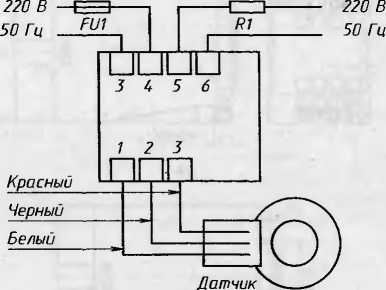 220 В FU1 R1 220 В
50 Гц 50 Гц
3 4 5 6
1 2 3
Красный
Черный
Белый
Датчик